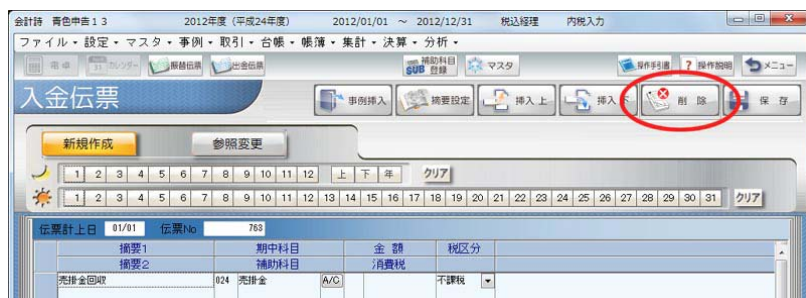 会計詩 青色申告13 2012年度(平成24年度) 2012/01/01 ～ 2012/12/31 税込経理 内税入力
ファイル・設定・マスタ・事例・取引・台帳・帳簿・集計・決算・分析・
電卓 カレンダー 振替伝票 出金伝票 SUB 補助科目登録 マスタ 操作手引書 ? 操作説明 メニュー
入金伝票 事例挿入 摘要設定 挿入上 挿入下 削除 保存
新規作成 参照変更
1 2 3 4 5 6 7 8 9 10 11 12 上 下 年 クリア
1 2 3 4 5 6 7 8 9 10 11 12 13 14 15 16 17 18 19 20 21 22 23 24 25 26 27 28 29 30 31 クリア
伝票計上日 01/01 伝票No 763
摘要1 期中科目 金額 税区分
摘要2 補助科目 消費税
売掛金回収 024 売掛金 A/C 不課税